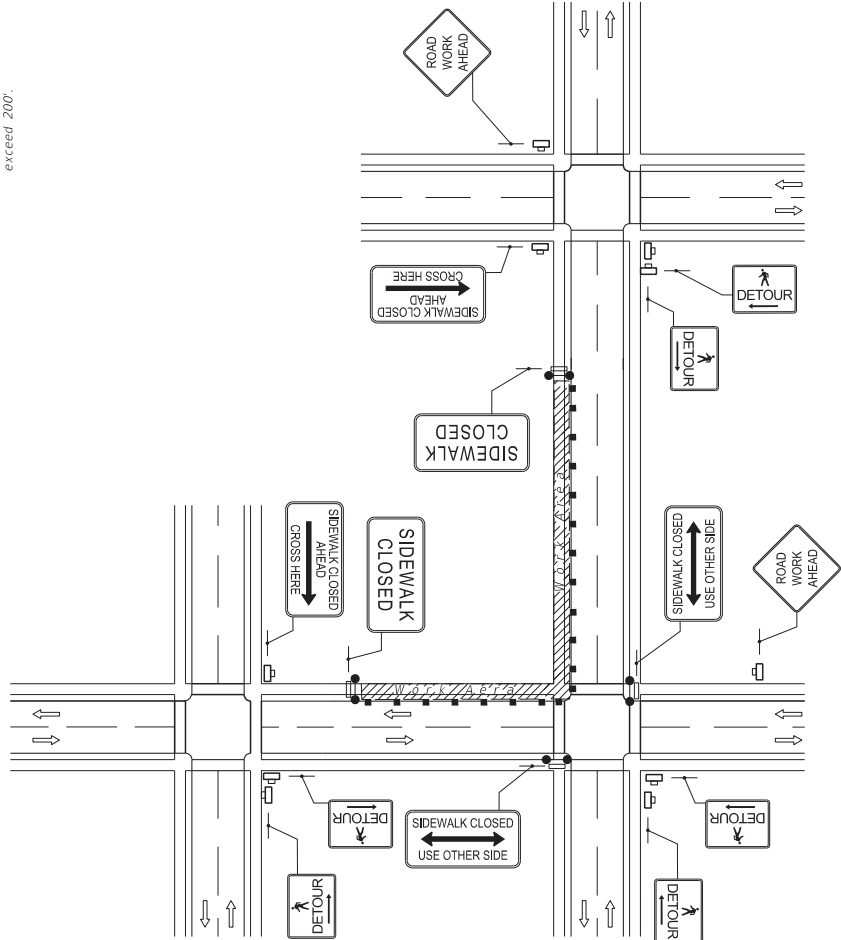 exceed 200'.
ROAD
WORK
AHEAD
SIDEWALK CLOSED
AHEAD
CROSS HERE
DETOUR
DETOUR
SIDEWALK
CLOSED
Work Aera
SIDEWALK CLOSED
AHEAD
CROSS HERE
SIDEWALK
CLOSED
SIDEWALK CLOSED
USE OTHER SIDE
ROAD
WORK
AHEAD
Work Aera
DETOUR
SIDEWALK CLOSED
USE OTHER SIDE
DETOUR
DETOUR
DETOUR